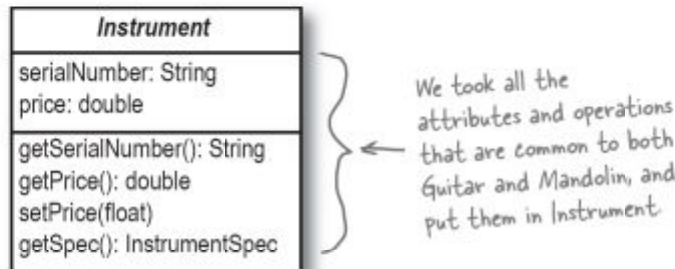 Instrument
serialNumber: String
price: double
getSerialNumber(): String
getPrice(): double
setPrice(float)
getSpec(): InstrumentSpec
We took all the
attributes and operations
that are common to both
Guitar and Mandolin, and
put them in Instrument.